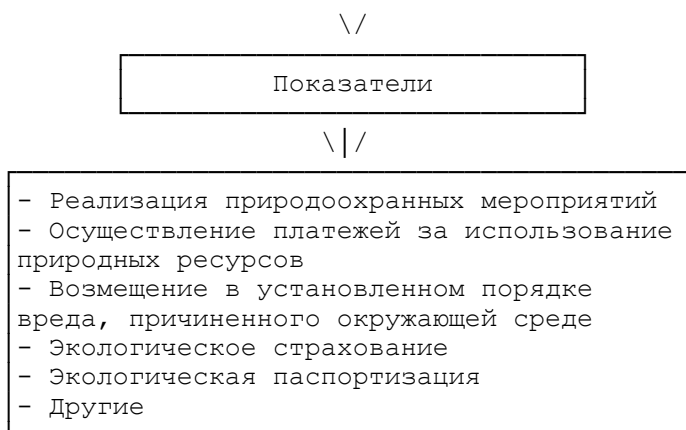 Показатели
- Реализация природоохранных мероприятий
- Осуществление платежей за использование
природных ресурсов
- Возмещение в установленном порядке
вреда, причиненного окружающей среде
- Экологическое страхование
- Экологическая паспортизация
- Другие